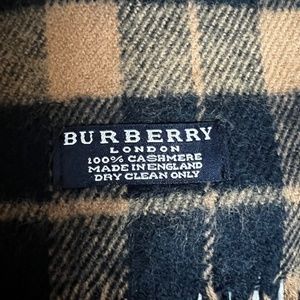 BURBERRY
LONDON
100% CASHMERE
MADE IN ENGLAND
DRY CLEAN ONLY